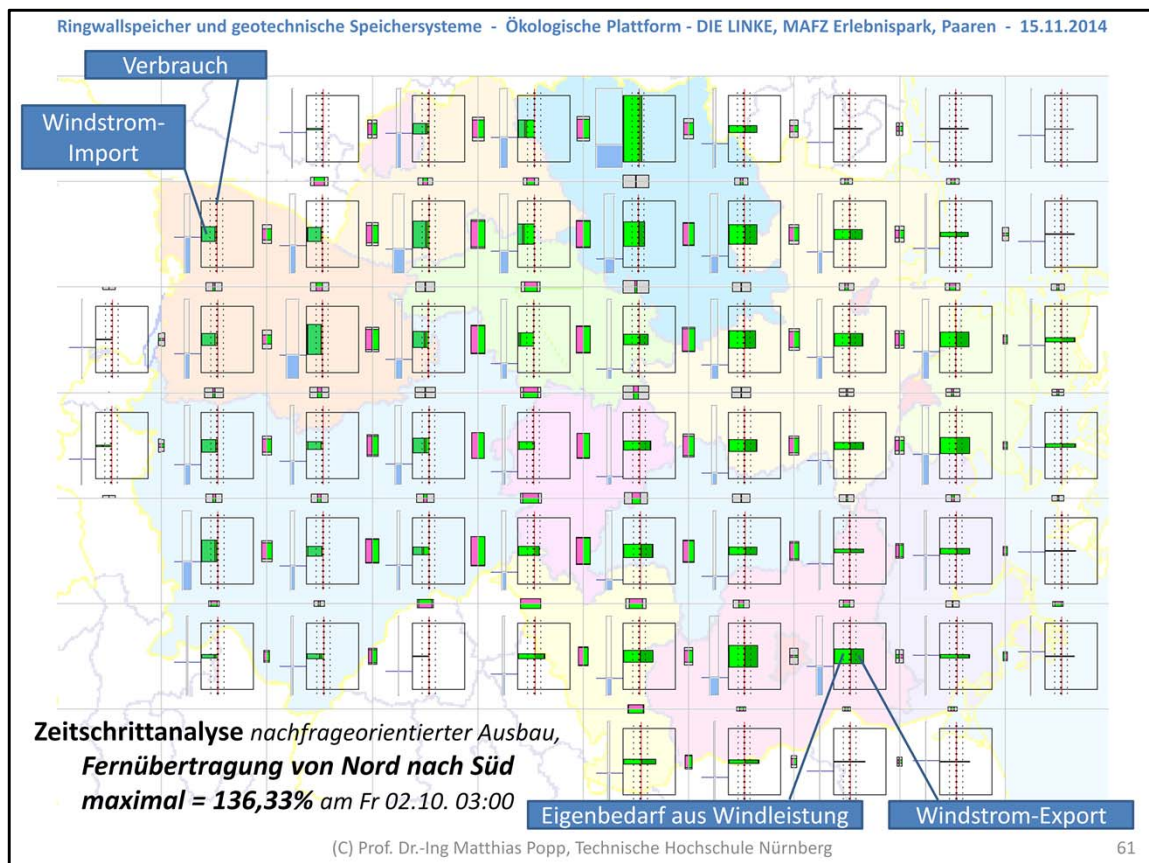 Ringwallspeicher und geotechnische Speichersysteme - Ökologische Plattform - DIE LINKE, MAFZ Erlebnispark, Paaren - 15.11.2014
Verbrauch
Windstrom-
Import
Zeitschrittanalyse nachfrageorientierter Ausbau,
Fernübertragung von Nord nach Süd
maximal = 136,33% am Fr 02.10. 03:00
Eigenbedarf aus Windleistung
Windstrom-Export
(C) Prof. Dr.-Ing Matthias Popp, Technische Hochschule Nürnberg
61